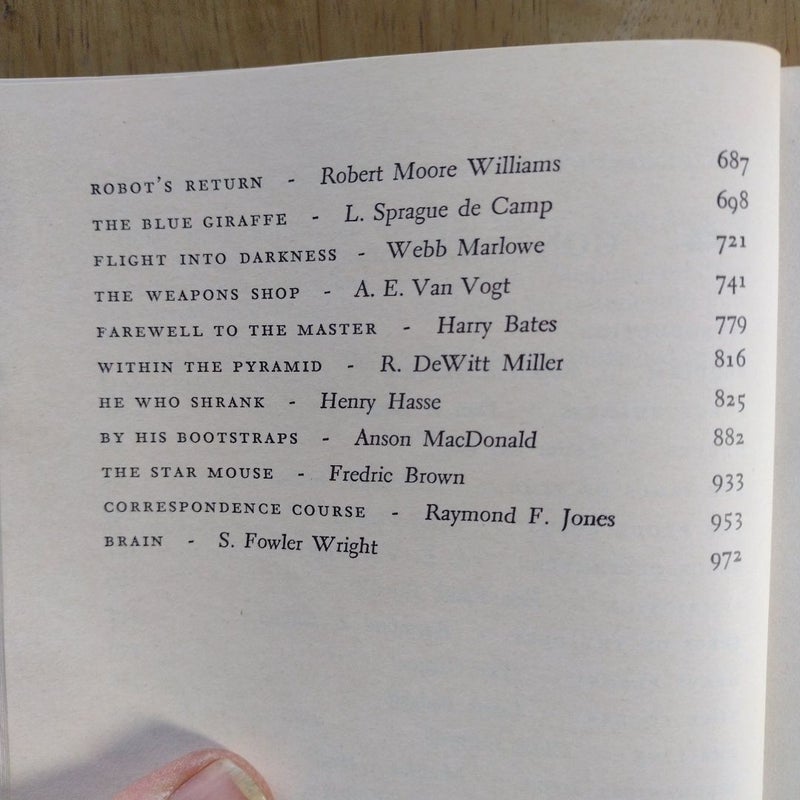 ROBOT'S RETURN - Robert Moore Williams 687
THE BLUE GIRAFFE - L. Sprague de Camp 698
FLIGHT INTO DARKNESS - Webb Marlowe 721
THE WEAPONS SHOP - A. E. Van Vogt 741
FAREWELL TO THE MASTER - Harry Bates 779
WITHIN THE PYRAMID - R. DeWitt Miller 816
HE WHO SHRANK - Henry Hasse 825
BY HIS BOOTSTRAPS - Anson MacDonald 882
THE STAR MOUSE - Fredric Brown 933
CORRESPONDENCE COURSE - Raymond F. Jones 953
BRAIN - S. Fowler Wright 972